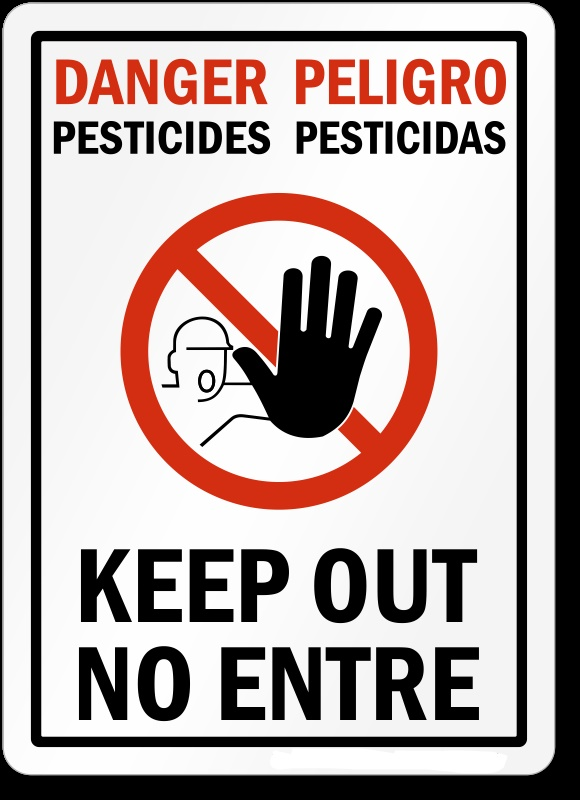 DANGER PELIGRO
PESTICIDES PESTICIDAS
KEEP OUT
NO ENTRE